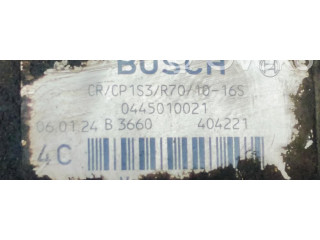 BOSCH
CR/CP1S3/R70/10-16S
0445010021
06.01.24 B 3660 404221
4C